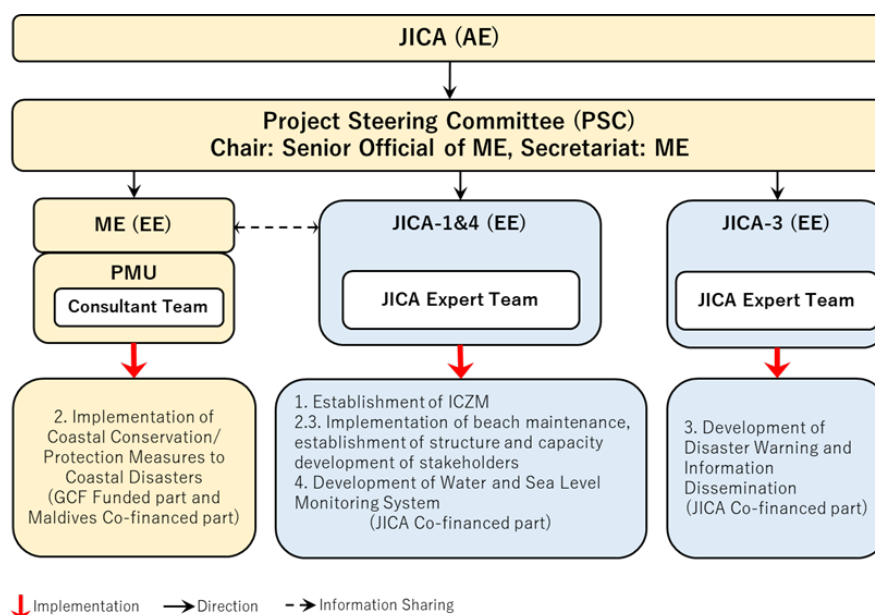 JICA (AE)
Project Steering Committee (PSC)
Chair: Senior Official of ME, Secretariat: ME
ME (EE)
PMU
Consultant Team
JICA-1&4 (EE)
JICA Expert Team
JICA-3 (EE)
JICA Expert Team
2. Implementation of
Coastal Conservation/
Protection Measures to
Coastal Disasters
(GCF Funded part and
Maldives Co-financed part)
1. Establishment of ICZM
2.3. Implementation of beach maintenance,
establishment of structure and capacity
development of stakeholders
4. Development of Water and Sea Level
Monitoring System
(JICA Co-financed part)
3. Development of
Disaster Warning and
Information
Dissemination
(JICA Co-financed part)
Implementation
Direction
Information Sharing